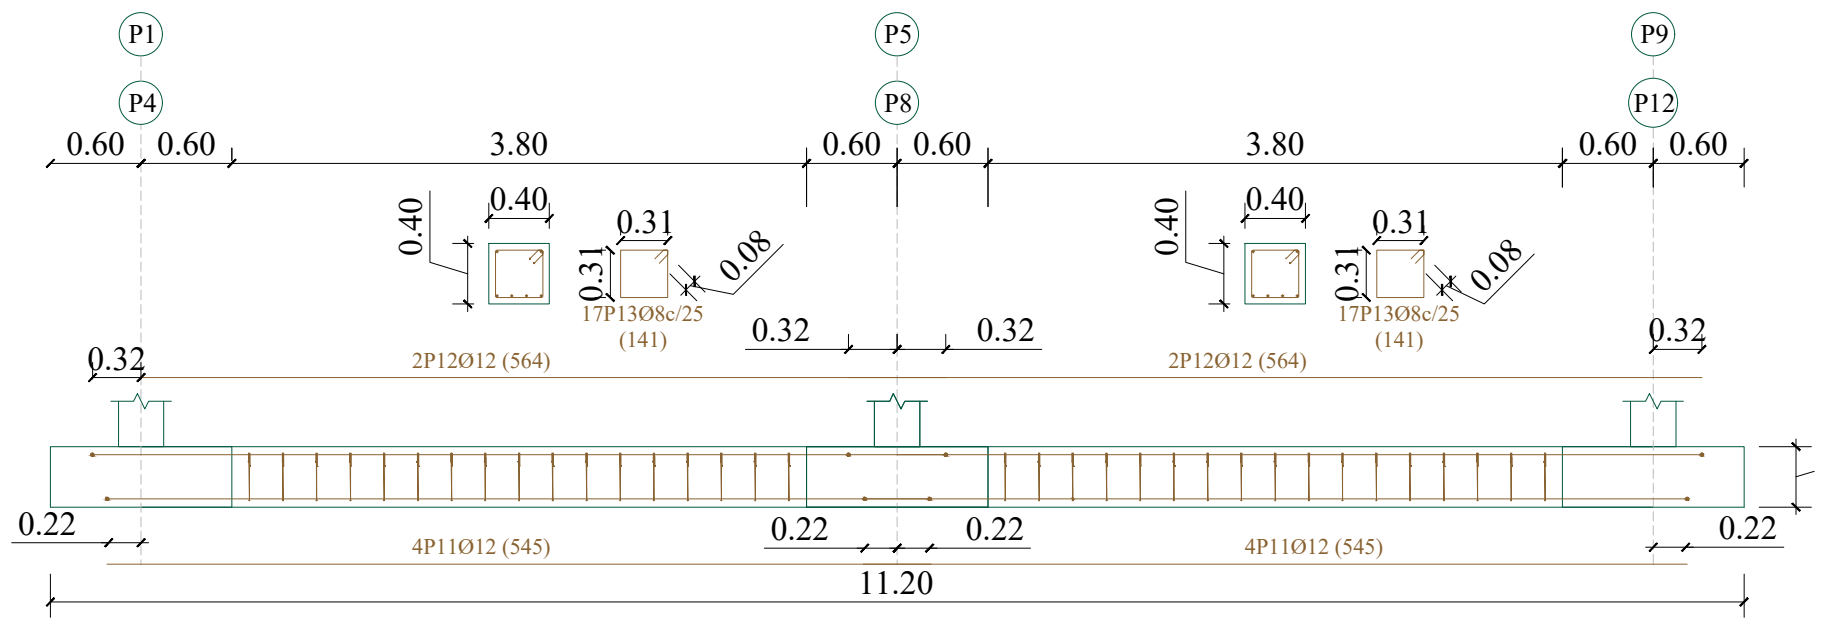 P1 P5 P9
P4 P8 P12
0.60 0.60 3.80 0.60 0.60 3.80 0.60 0.60
0.40 0.40
0.40 0.40
0.31 0.31
0.31 0.31
0.08 0.08
17P13Ø8c/25 17P13Ø8c/25
(141) (141)
0.32 0.32 0.32
0.32 2P12Ø12 (564) 2P12Ø12 (564)
0.22 0.22 0.22 0.22
4P11Ø12 (545) 4P11Ø12 (545)
11.20